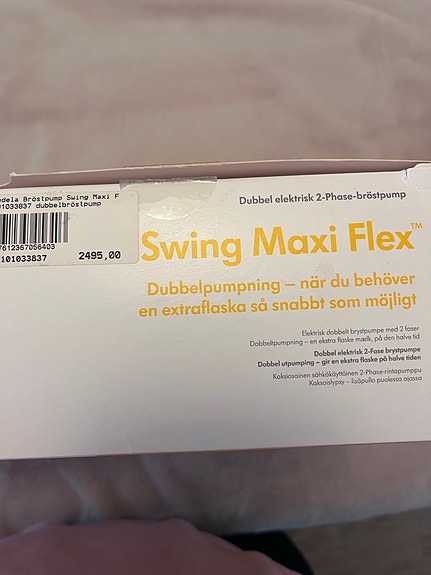 Dubbel elektrisk 2-Phase-bröstpump
edela Bröstpump Swing Maxi F
01033837 dubbelbröstpump
7612367056403
101033837 2495,00
Swing Maxi Flex™
Dubbelpumpning – når du behöver
en extraflaska så snabbt som möjligt
Elektrisk dobbelt brystpumpe med 2 faser
Dobbeltpumpning – en ekstra flaske mælk, på den halve tid
Dobbel elektrisk 2-Fase brystpumpe
Dobbel utpumping – gir en ekstra flaske på halve tiden
Kaksiosainen sähkökäyttöinen 2-Phase-rintapumppu
Kaksoislypsy – lisäpullo puolessa ajassa